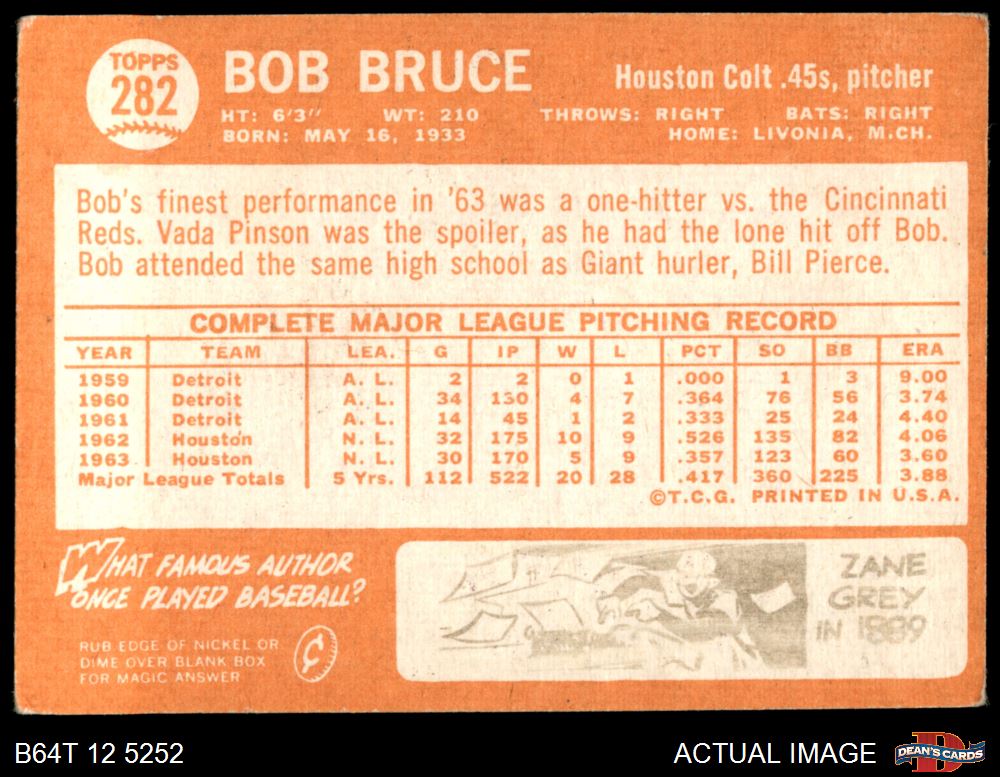 TOPPS
282
BOB BRUCE
Houston Colt .45s, pitcher
HT: 6'3" WT: 210 THROWS: RIGHT BATS: RIGHT
BORN: MAY 16, 1933 HOME: LIVONIA, M.CH.
Bob's finest performance in '63 was a one-hitter vs. the Cincinnati
Reds. Vada Pinson was the spoiler, as he had the lone hit off Bob.
Bob attended the same high school as Giant hurler, Bill Pierce.
COMPLETE MAJOR LEAGUE PITCHING RECORD
YEAR TEAM LEA. G IP W L PCT SO BB ERA
1959 Detroit A. L. 2 2 0 1 .000 1 3 9.00
1960 Detroit A. L. 34 130 4 7 .364 76 56 3.74
1961 Detroit A. L. 14 45 1 2 .333 25 24 4.40
1962 Houston N. L. 32 175 10 9 .526 135 82 4.06
1963 Houston N. L. 30 170 5 9 .357 123 60 3.60
Major League Totals 5 Yrs. 112 522 20 28 .417 360 225 3.88
©T.C.G. PRINTED IN U.S.A.
WHAT FAMOUS AUTHOR
ONCE PLAYED BASEBALL?
RUB EDGE OF NICKEL OR
DIME OVER BLANK BOX
FOR MAGIC ANSWER
¢
ZANE
GREY
IN 1889
B64T 12 5252
ACTUAL IMAGE
DEAN'S CARDS